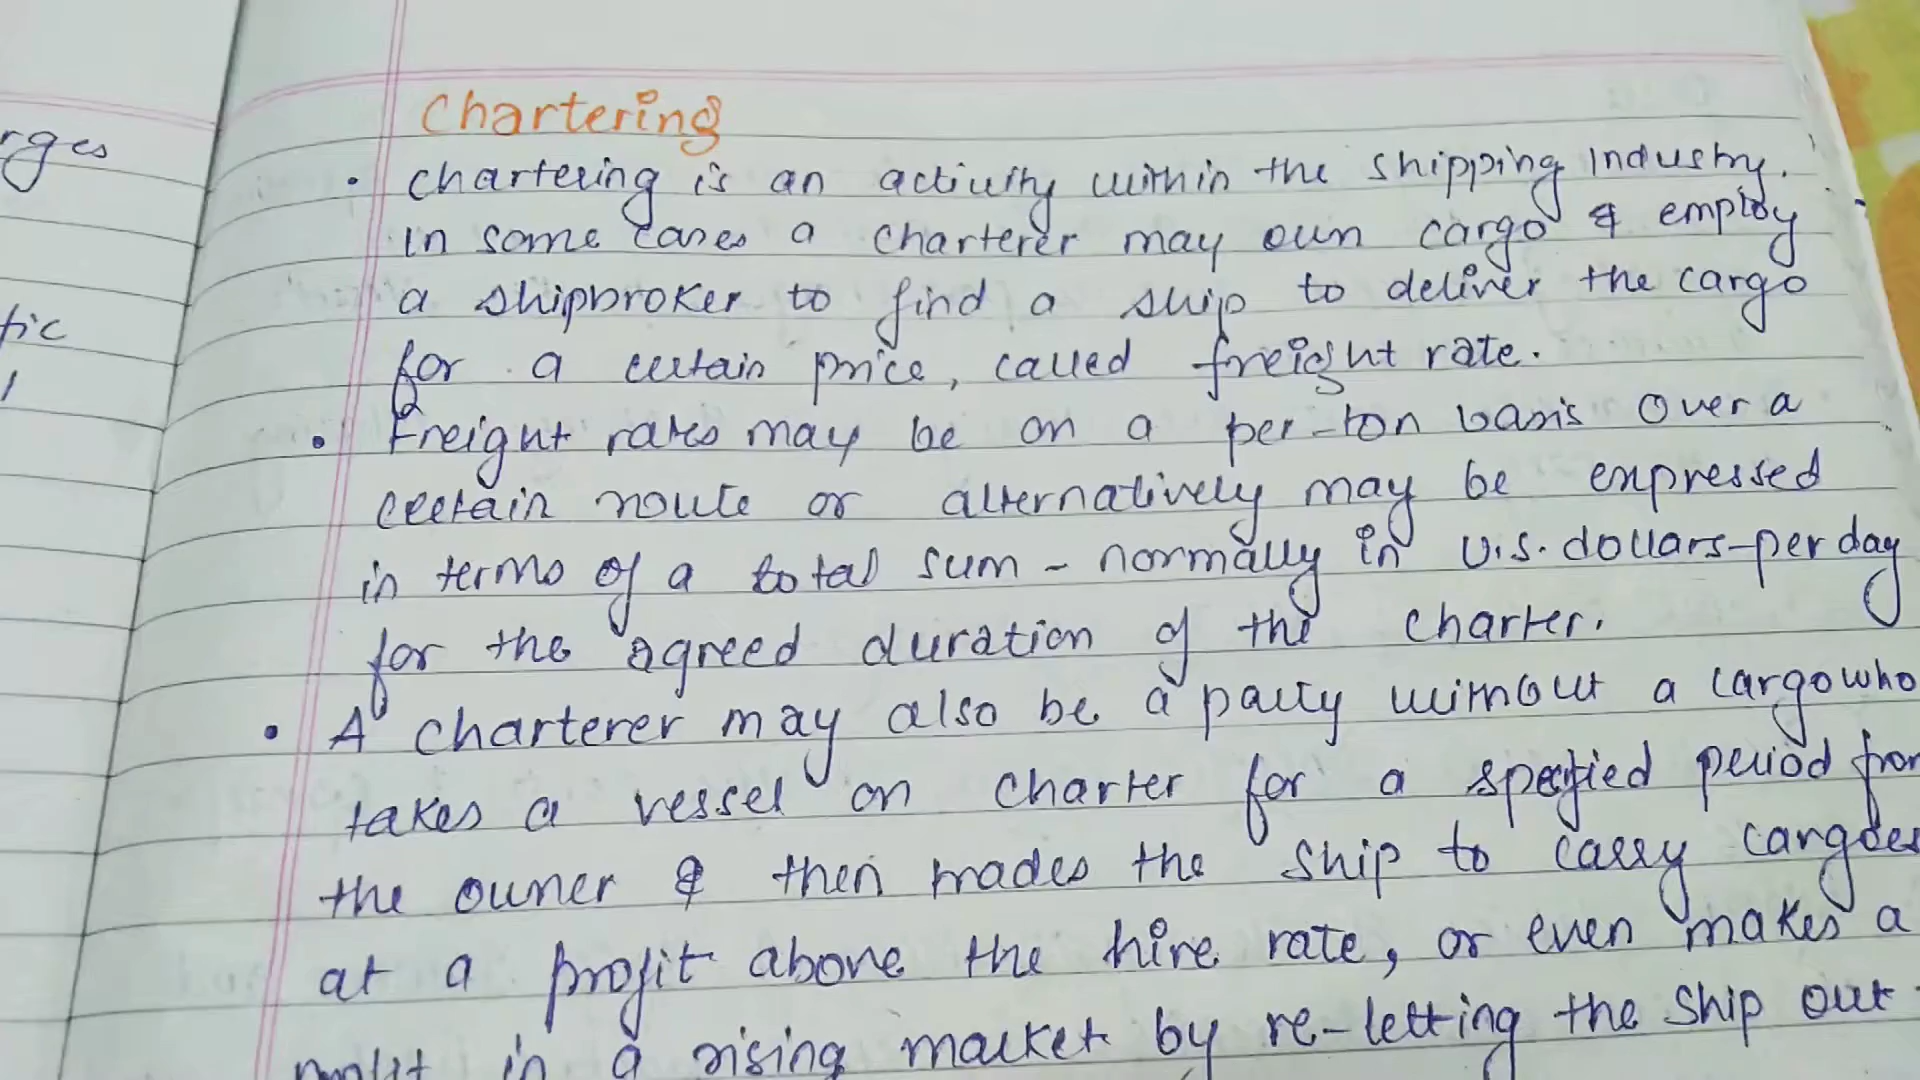 Chartering
• Chartering is an activity within the shipping industry.
In some cases a charterer may own cargo & employ
a shipbroker to find a ship to deliver the cargo
for a certain price, called freight rate.
• Freight rates may be on a per-ton basis over a
certain route or alternatively may be expressed
in terms of a total sum - normally in U.S. dollars-per day
for the agreed duration of the charter.
• A charterer may also be a party without a cargo who
takes a vessel on charter for a specified period from
the owner & then trades the ship to carry cargoes
at a profit above the hire rate, or even makes a
profit in a rising market by re-letting the ship out
rges
tic